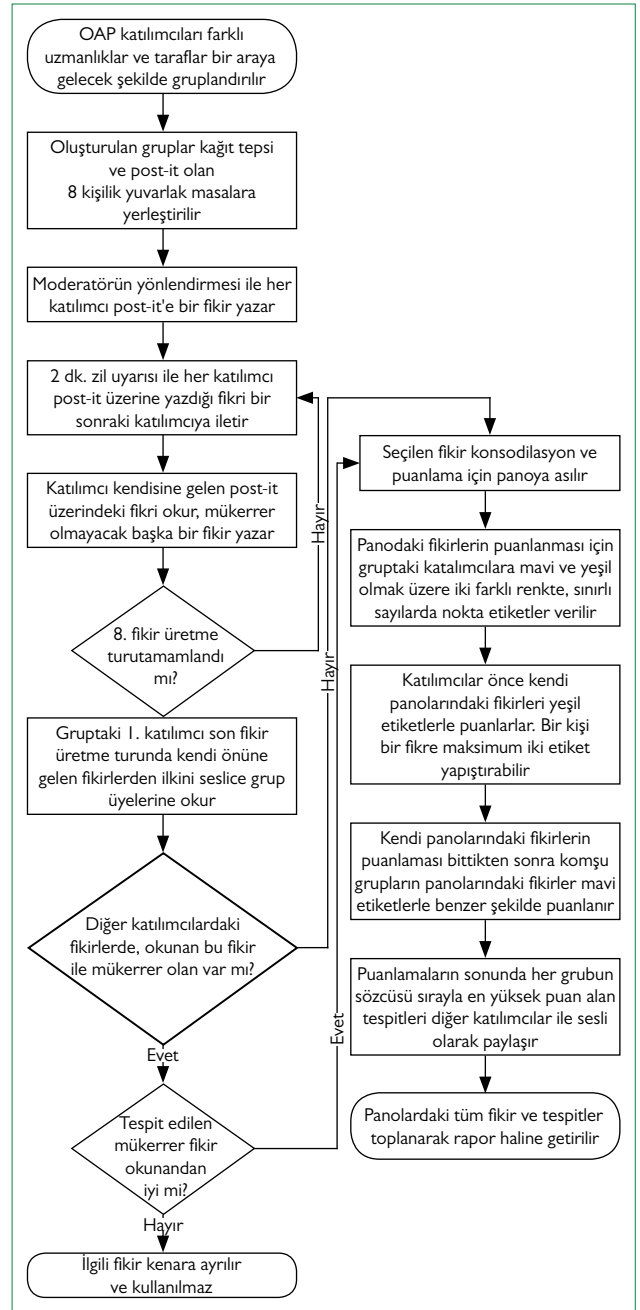 OAP katılımcıları farklı
uzmanlıklar ve taraflar bir araya
gelecek şekilde gruplandırılır
Oluşturulan gruplar kağıt tepsi
ve post-it olan
8 kişilik yuvarlak masalara
yerleştirilir
Moderatörün yönlendirmesi ile her
katılımcı post-it'e bir fikir yazar
2 dk. zil uyarısı ile her katılımcı
post-it üzerine yazdığı fikri bir
sonraki katılımcıya iletir
Katılımcı kendisine gelen post-it
üzerindeki fikri okur, mükerrer
olmayacak başka bir fikir yazar
8. fikir üretme
turutamamlandı
mı?
Hayır
Gruptaki 1. katılımcı son fikir
üretme turunda kendi önüne
gelen fikirlerden ilkini seslice grup
üyelerine okur
Diğer katılımcılardaki
fikirlerde, okunan bu fikir
ile mükerrer olan var mı?
Hayır
Evet
Tespit edilen
mükerrer fikir
okunandan
iyi mi?
Evet
Hayır
İlgili fikir kenara ayrılır
ve kullanılmaz
Seçilen fikir konsodilasyon ve
puanlama için panoya asılır
Panodaki fikirlerin puanlanması için
gruptaki katalımcılara mavi ve yeşil
olmak üzere iki farklı renkte, sınırlı
sayılarda nokta etiketler verilir
Katılımcılar önce kendi
panolarındaki fikirleri yeşil
etiketlerle puanlarlar. Bir kişi
bir fikre maksimum iki etiket
yapıştırabilir
Kendi panolarındaki fikirlerin
puanlaması bittikten sonra komşu
grupların panolarındaki fikirler mavi
etiketlerle benzer şekilde puanlanır
Puanlamaların sonunda her grubun
sözcüsü sırayla en yüksek puan alan
tespitleri diğer katılımcılar ile sesli
olarak paylaşır
Panolardaki tüm fikir ve tespitler
toplanarak rapor haline getirilir